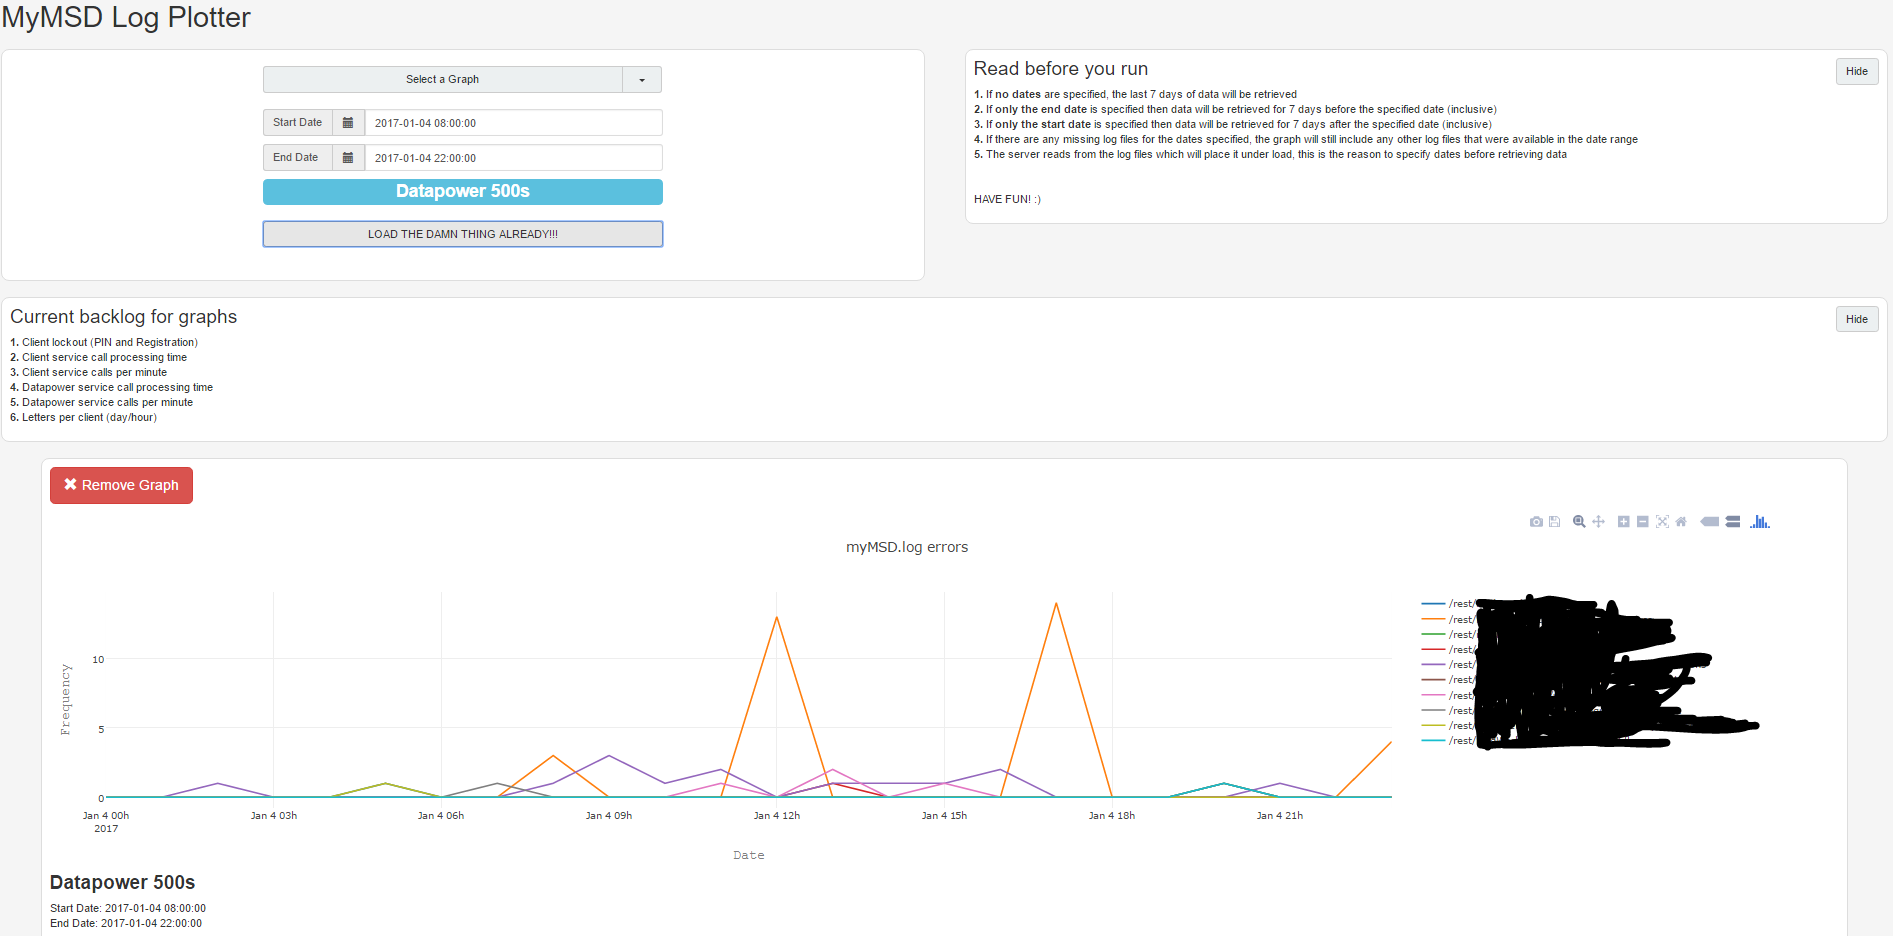 MyMSD Log Plotter
Select a Graph
Start Date 2017-01-04 08:00:00
End Date 2017-01-04 22:00:00
Datapower 500s
LOAD THE DAMN THING ALREADY!!!
Read before you run
Hide
1. If no dates are specified, the last 7 days of data will be retrieved
2. If only the end date is specified then data will be retrieved for 7 days before the specified date (inclusive)
3. If only the start date is specified then data will be retrieved for 7 days after the specified date (inclusive)
4. If there are any missing log files for the dates specified, the graph will still include any other log files that were available in the date range
5. The server reads from the log files which will place it under load, this is the reason to specify dates before retrieving data
HAVE FUN! :)
Current backlog for graphs
Hide
1. Client lockout (PIN and Registration)
2. Client service call processing time
3. Client service calls per minute
4. Datapower service call processing time
5. Datapower service calls per minute
6. Letters per client (day/hour)
Remove Graph
myMSD.log errors
Frequency
10
5
0
Jan 4 00h
2017
Jan 4 03h
Jan 4 06h
Jan 4 09h
Jan 4 12h
Jan 4 15h
Jan 4 18h
Jan 4 21h
Date
/rest/
/rest/
/rest/
/rest/
/rest/
/rest/
/rest/
/rest/
/rest/
/rest/
Datapower 500s
Start Date: 2017-01-04 08:00:00
End Date: 2017-01-04 22:00:00